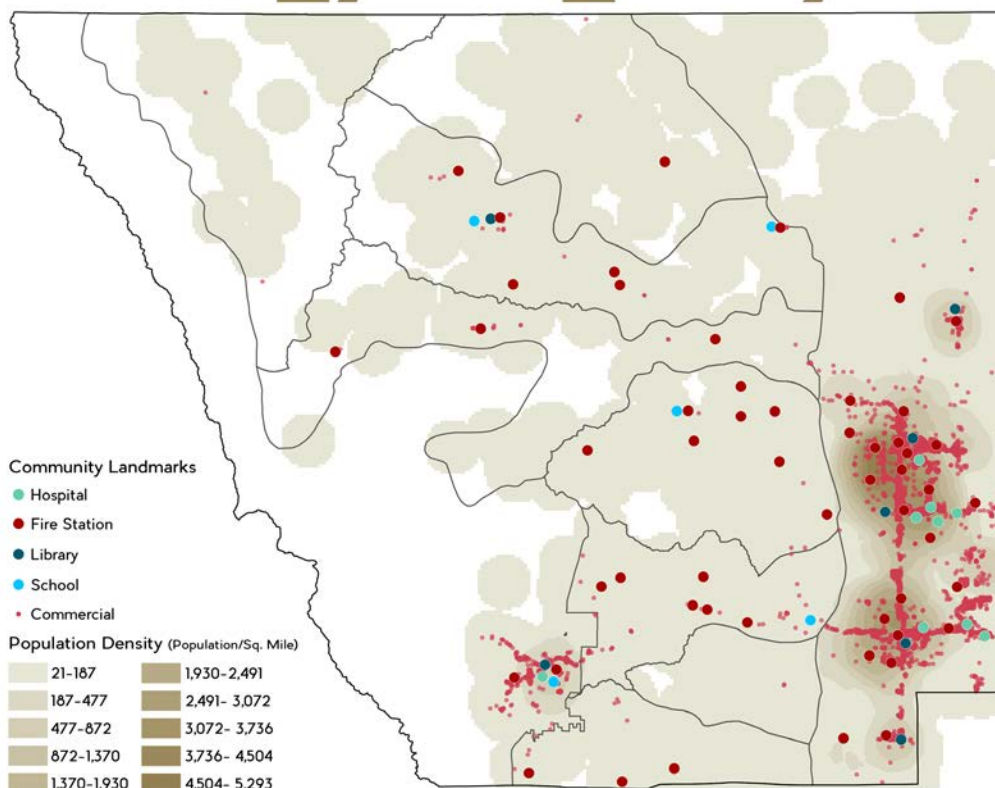 Community Landmarks
Hospital
Fire Station
Library
School
Commercial
Population Density (Population/Sq. Mile)
21-187
187-477
477-872
872-1,370
1,370-1,930
1,930-2,491
2,491- 3,072
3,072- 3,736
3,736- 4,504
4,504- 5,293